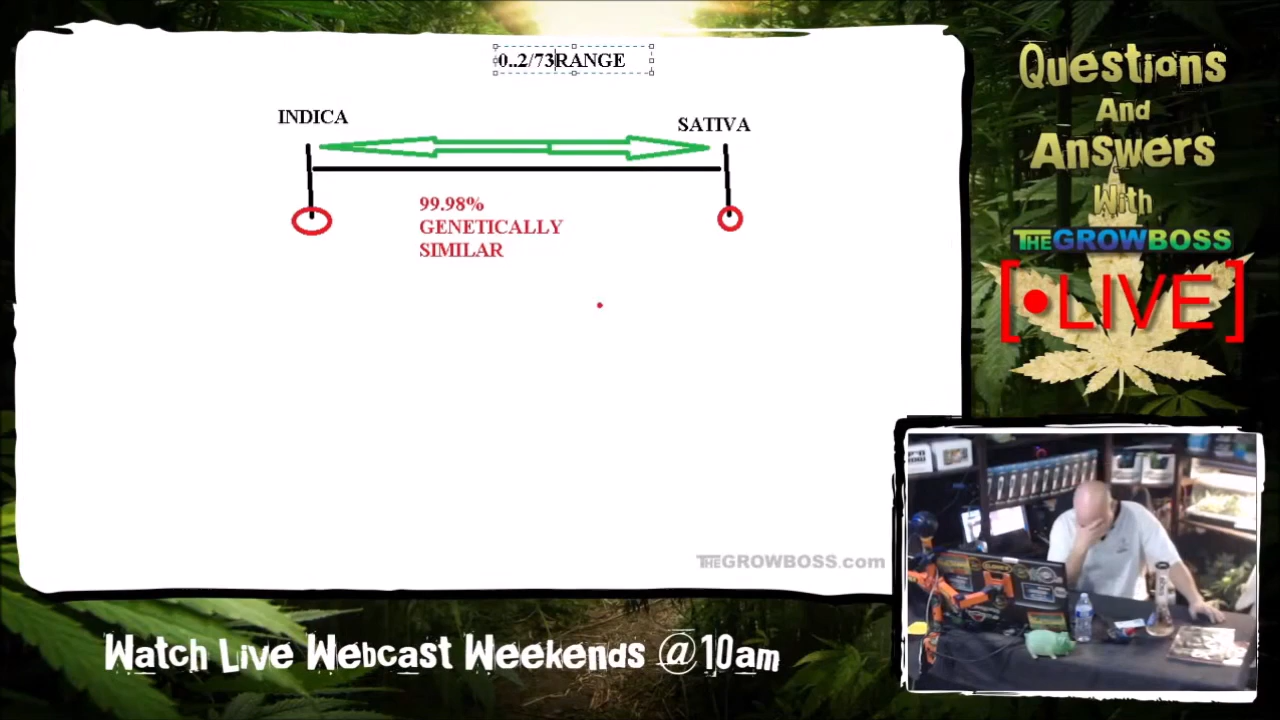 0..2/73RANGE
INDICA
SATIVA
99.98%
GENETICALLY
SIMILAR
THEGROWBOSS.com
Questions
And
Answers
With
THEGROWBOSS
[•LIVE]
Watch Live Webcast Weekends @10am